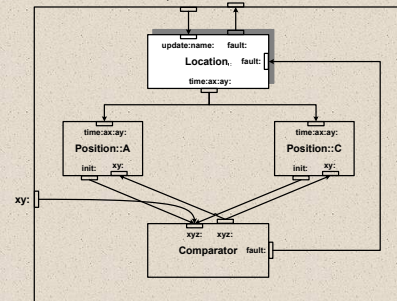 update:name: fault:
Location. fault:
time:ax:ay:
time:ax:ay: time:ax:ay:
Position::A Position::C
init: xy: init: xy:
xy:
xyz: xyz:
Comparator fault: